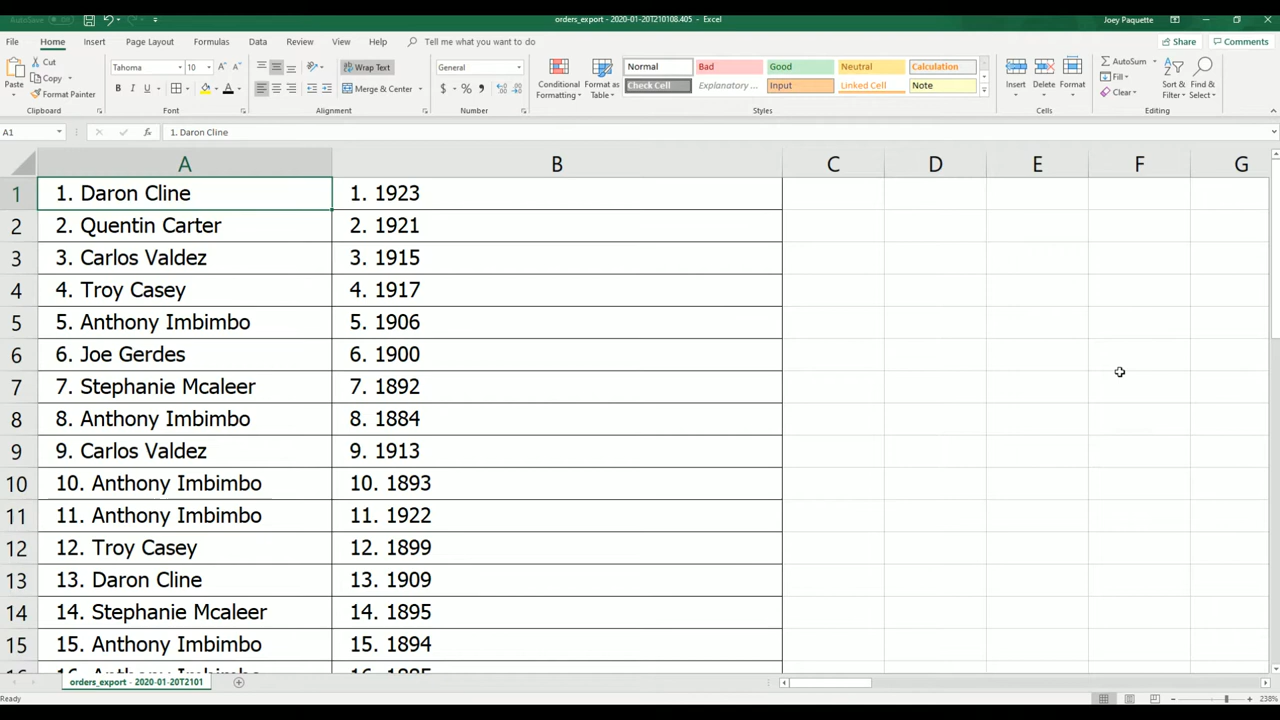 AutoSave
orders_export - 2020-01-20T210108.405 - Excel
Joey Paquette
File Home Insert Page Layout Formulas Data Review View Help Tell me what you want to do
Share Comments
Paste
Cut
Copy
Format Painter
Clipboard
Tahoma 10
B I U
Font
Wrap Text
Merge & Center
Alignment
General
$ % 9
Number
Conditional Formatting
Format as Table
Normal Bad Good Neutral Calculation
Check Cell Explanatory ... Input Linked Cell Note
Styles
Insert Delete Format
Cells
AutoSum
Fill
Clear
Sort & Filter
Find & Select
Editing
A1 fx 1. Daron Cline
A B C D E F G
1 1. Daron Cline 1. 1923
2 2. Quentin Carter 2. 1921
3 3. Carlos Valdez 3. 1915
4 4. Troy Casey 4. 1917
5 5. Anthony Imbimbo 5. 1906
6 6. Joe Gerdes 6. 1900
7 7. Stephanie Mcaleer 7. 1892
8 8. Anthony Imbimbo 8. 1884
9 9. Carlos Valdez 9. 1913
10 10. Anthony Imbimbo 10. 1893
11 11. Anthony Imbimbo 11. 1922
12 12. Troy Casey 12. 1899
13 13. Daron Cline 13. 1909
14 14. Stephanie Mcaleer 14. 1895
15 15. Anthony Imbimbo 15. 1894
orders_export - 2020-01-20T2101
Ready
238%